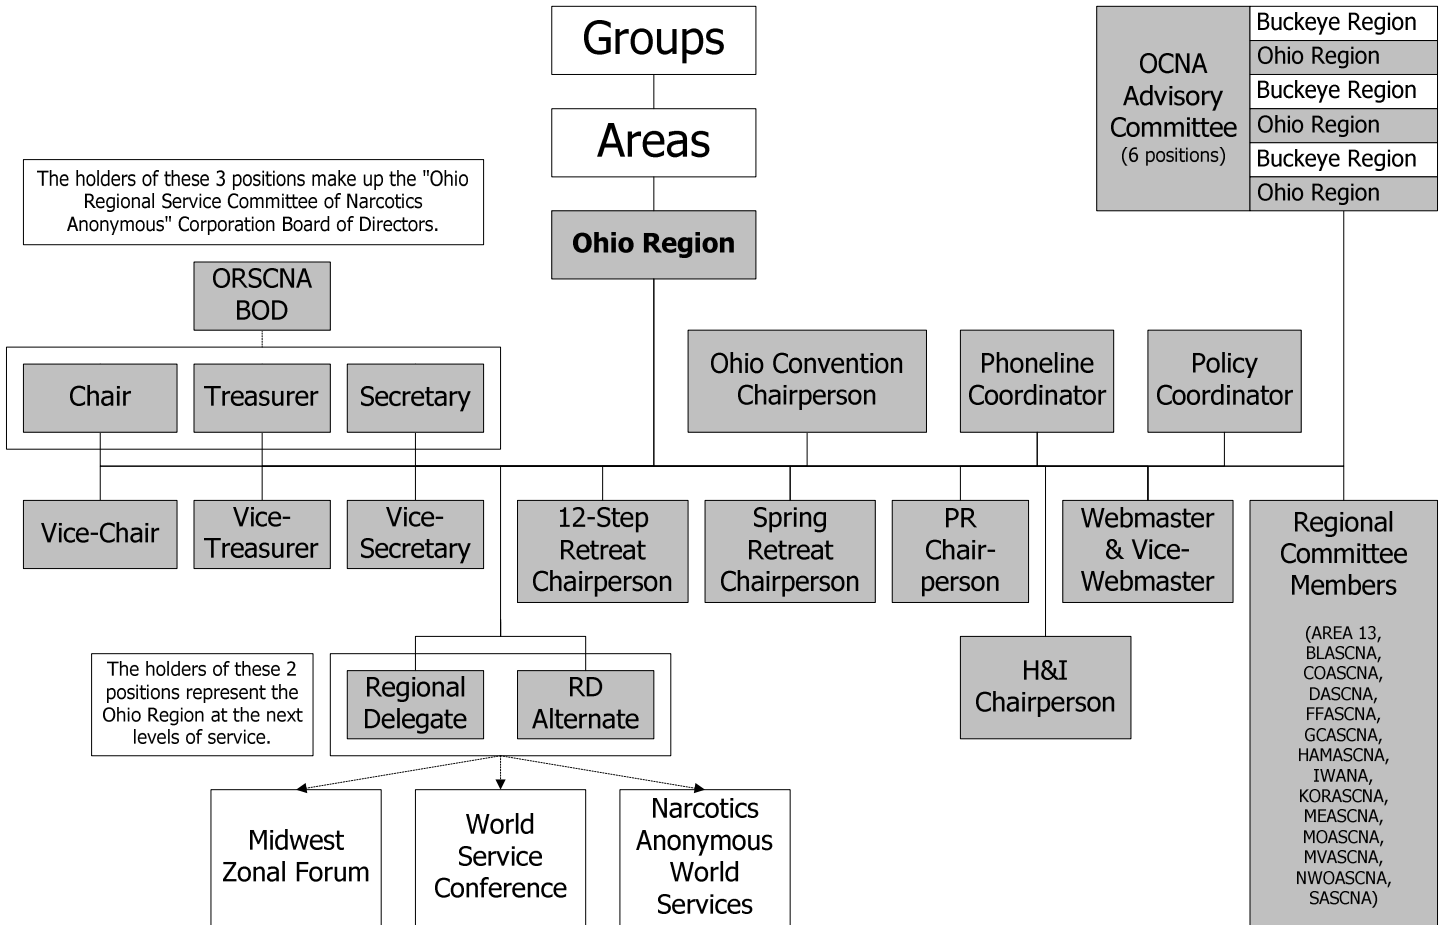 Groups
Areas
Ohio Region
OCNA
Advisory
Committee
(6 positions)
Buckeye Region
Ohio Region
Buckeye Region
Ohio Region
Buckeye Region
Ohio Region
The holders of these 3 positions make up the "Ohio
Regional Service Committee of Narcotics
Anonymous" Corporation Board of Directors.
ORSCNA
BOD
Chair
Treasurer
Secretary
Ohio Convention
Chairperson
Phoneline
Coordinator
Policy
Coordinator
Vice-Chair
Vice-
Treasurer
Vice-
Secretary
12-Step
Retreat
Chairperson
Spring
Retreat
Chairperson
PR
Chair-
person
Webmaster
& Vice-
Webmaster
Regional
Committee
Members
(AREA 13,
BLASCNA,
COASCNA,
DASCNA,
FFASCNA,
GCASCNA,
HAMASCNA,
IWANA,
KORASCNA,
MEASCNA,
MOASCNA,
MVASCNA,
NWOASCNA,
SASCNA)
H&I
Chairperson
The holders of these 2
positions represent the
Ohio Region at the next
levels of service.
Regional
Delegate
RD
Alternate
Midwest
Zonal Forum
World
Service
Conference
Narcotics
Anonymous
World
Services